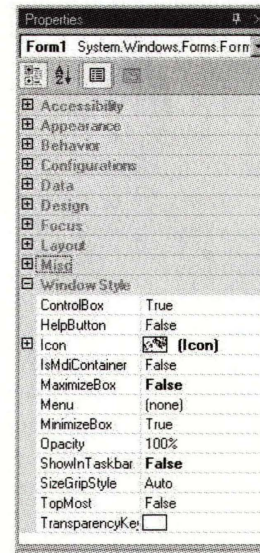 Properties
Form1 System.Windows.Forms.Form
Accessibility
Appearance
Behavior
Configurations
Data
Design
Focus
Layout
Misc
Window Style
ControlBox True
HelpButton False
Icon (Icon)
IsMdiContainer False
MaximizeBox False
Menu (none)
MinimizeBox True
Opacity 100%
ShowInTaskbar False
SizeGripStyle Auto
TopMost False
TransparencyKe